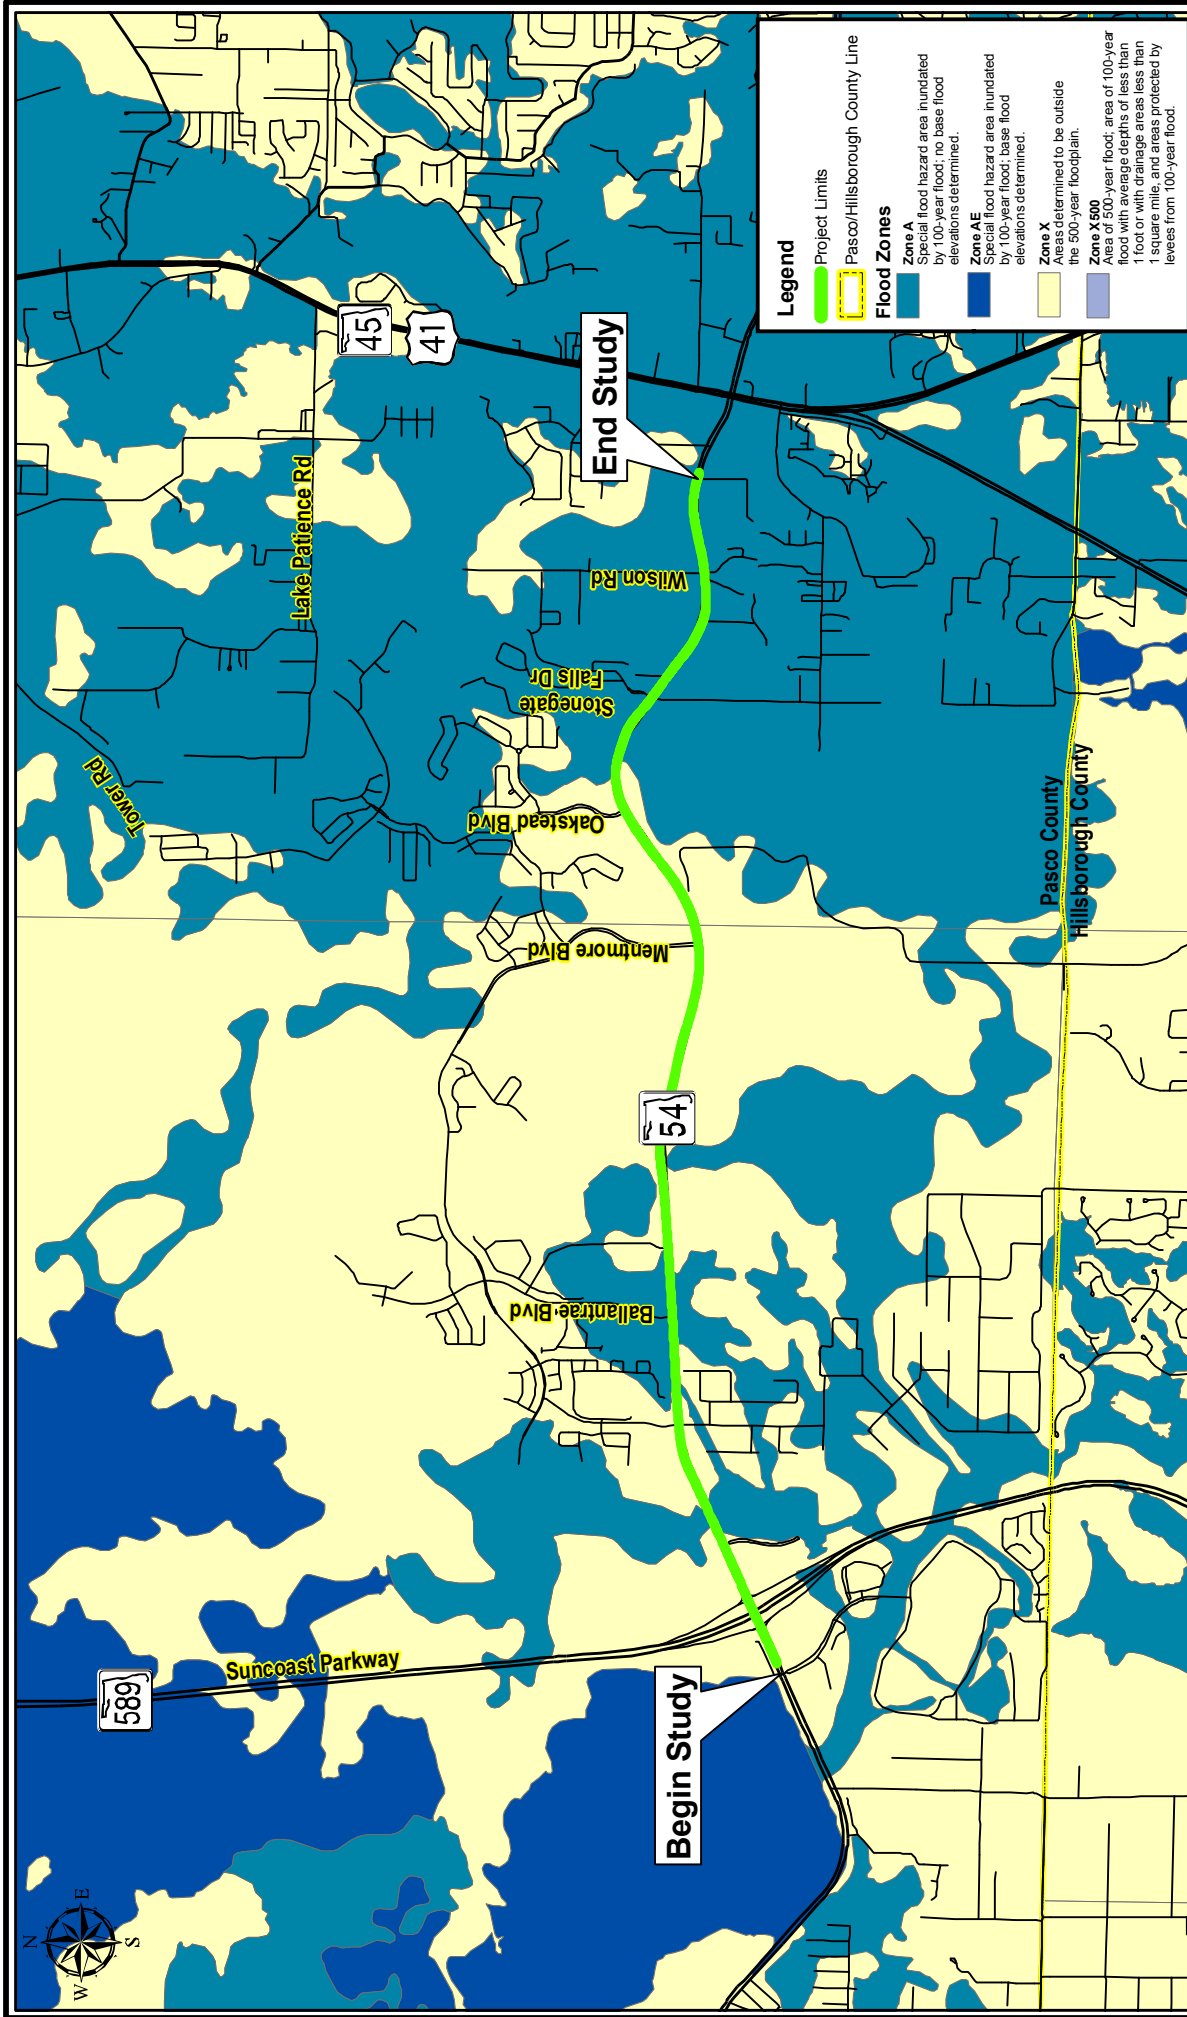 N
W
E
S
589
Suncoast Parkway
Begin Study
Ballantrae Blvd
54
Mentmore Blvd
Oakstead Blvd
Tower Rd
Stonegate
Falls Dr
Wilson Rd
Lake Patience Rd
End Study
45
41
Pasco County
Hillsborough County
Legend
Project Limits
Pasco/Hillsborough County Line
Flood Zones
Zone A
Special flood hazard area inundated
by 100-year flood; no base flood
elevations determined.
Zone AE
Special flood hazard area inundated
by 100-year flood; base flood
elevations determined.
Zone X
Areas determined to be outside
the 500-year floodplain.
Zone X500
Area of 500-year flood; area of 100-year
flood with average depths of less than
1 foot or with drainage areas less than
1 square mile, and areas protected by
levees from 100-year flood.